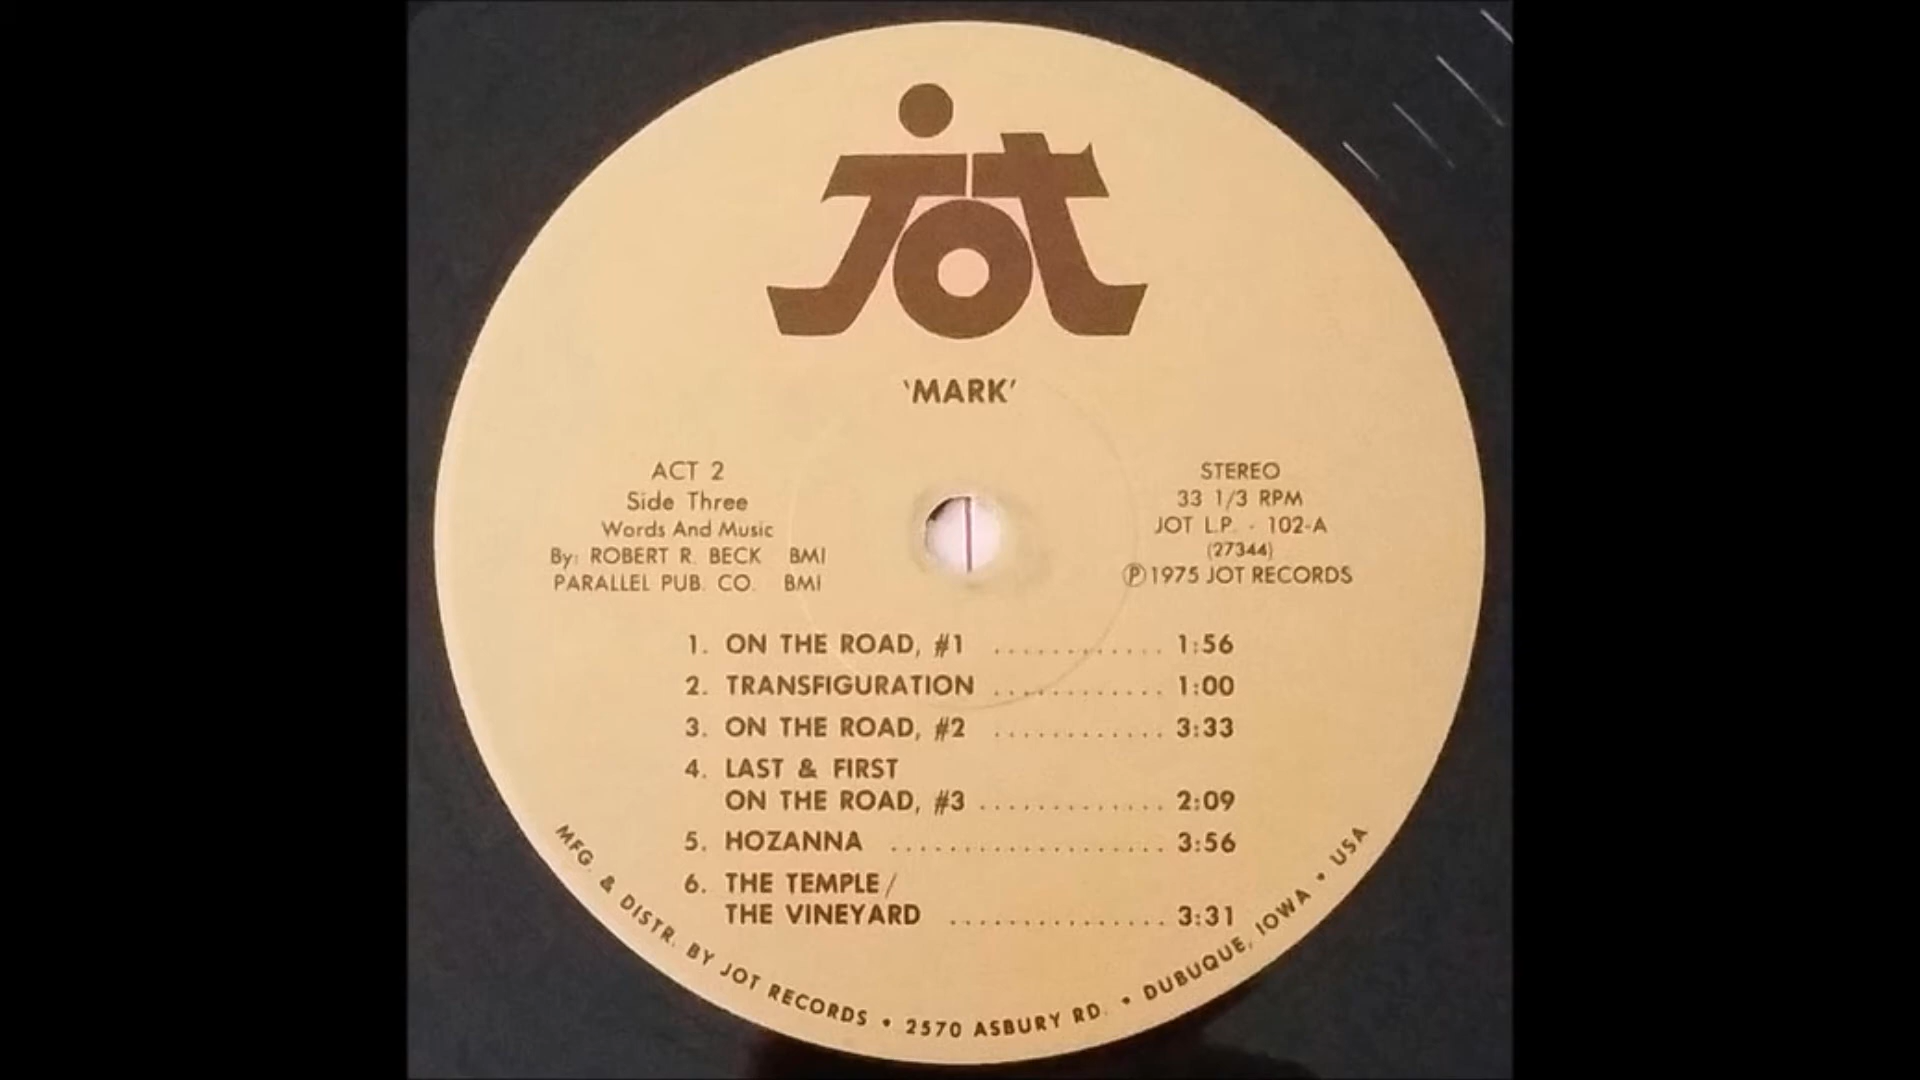 jot
'MARK'
ACT 2
Side Three
Words And Music
By: ROBERT R. BECK BMI
PARALLEL PUB. CO. BMI
STEREO
33 1/3 RPM
JOT L.P. - 102-A
(27344)
Ⓟ1975 JOT RECORDS
1. ON THE ROAD, #1 ............ 1:56
2. TRANSFIGURATION ............ 1:00
3. ON THE ROAD, #2 ............ 3:33
4. LAST & FIRST
ON THE ROAD, #3 ............. 2:09
5. HOZANNA ................... 3:56
6. THE TEMPLE/
THE VINEYARD ............... 3:31
MFG. & DISTR. BY JOT RECORDS • 2570 ASBURY RD. • DUBUQUE, IOWA • USA